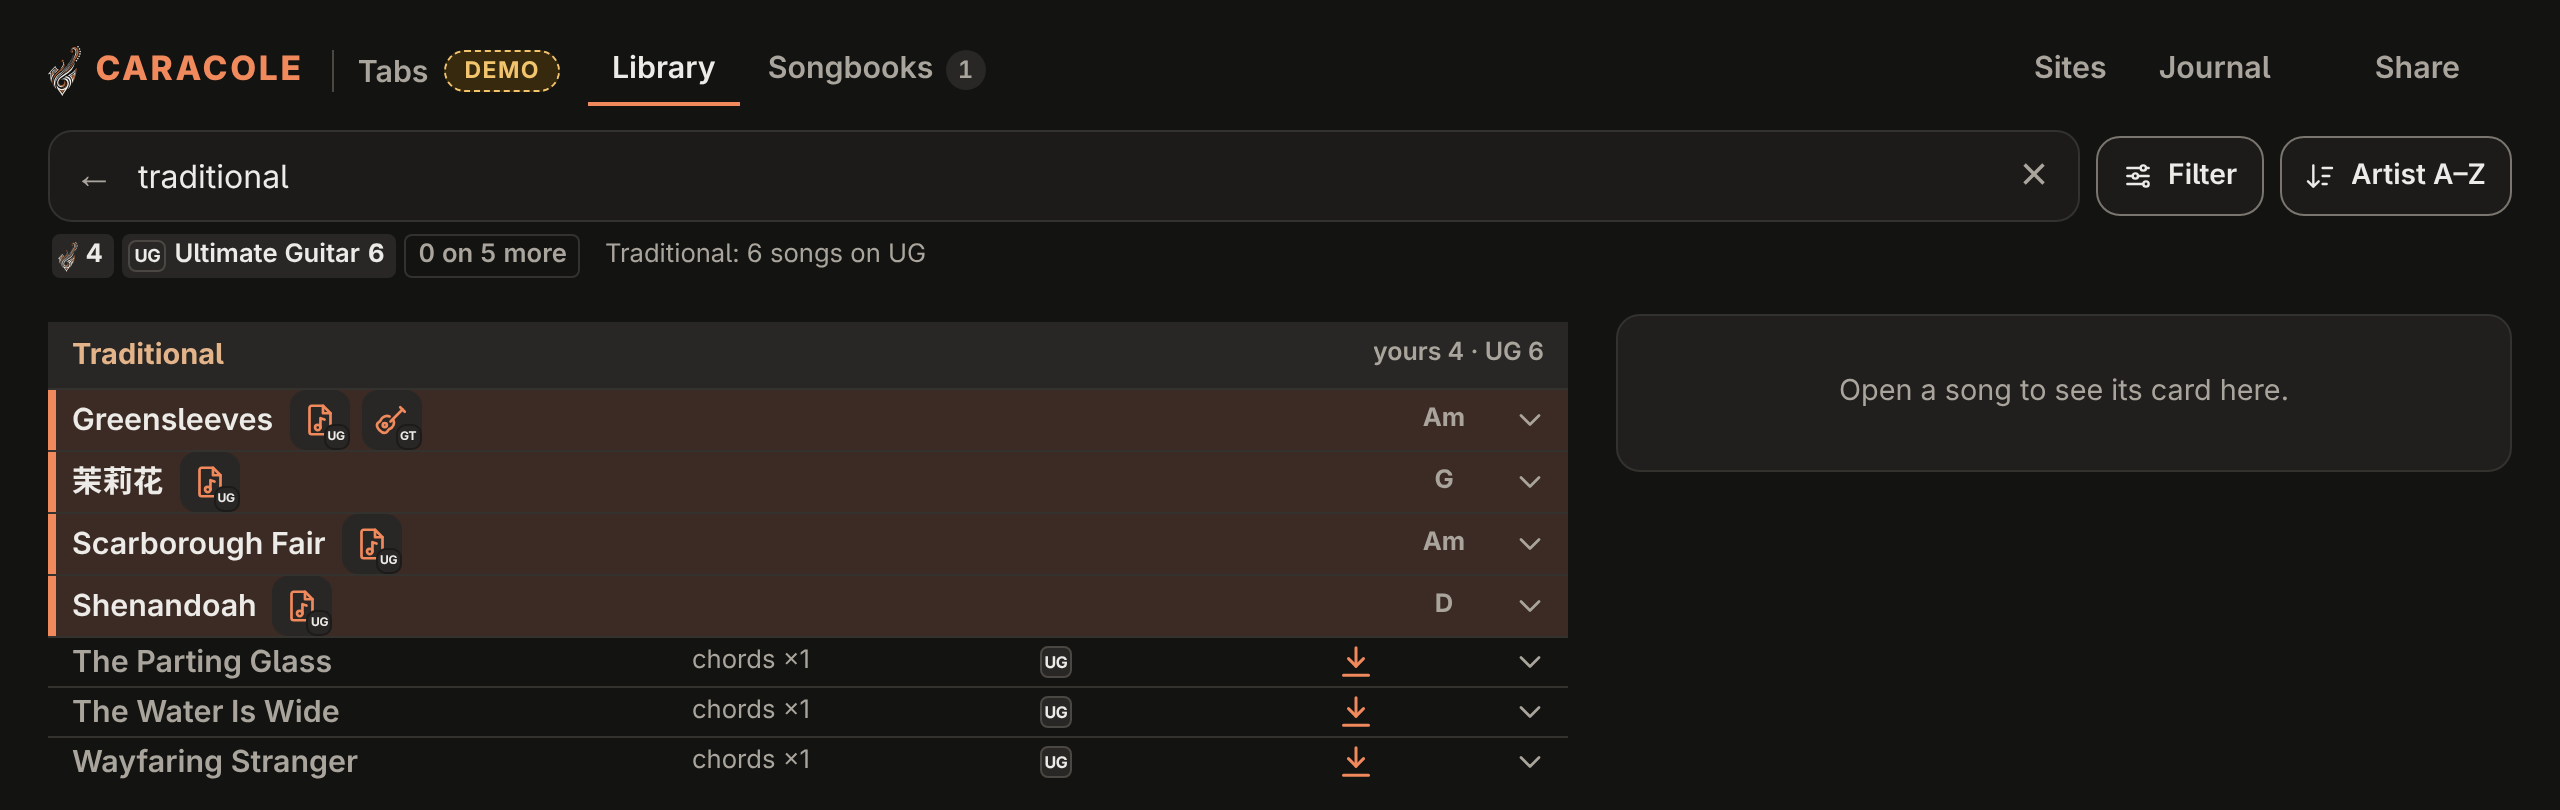 CARACOLE Tabs DEMO Library Songbooks 1 Sites Journal Share
← traditional × Filter Artist A–Z
4 UG Ultimate Guitar 6 0 on 5 more Traditional: 6 songs on UG
Traditional yours 4 · UG 6
Greensleeves UG GT Am
茉莉花 UG G
Scarborough Fair UG Am
Shenandoah UG D
The Parting Glass chords ×1 UG
The Water Is Wide chords ×1 UG
Wayfaring Stranger chords ×1 UG
Open a song to see its card here.